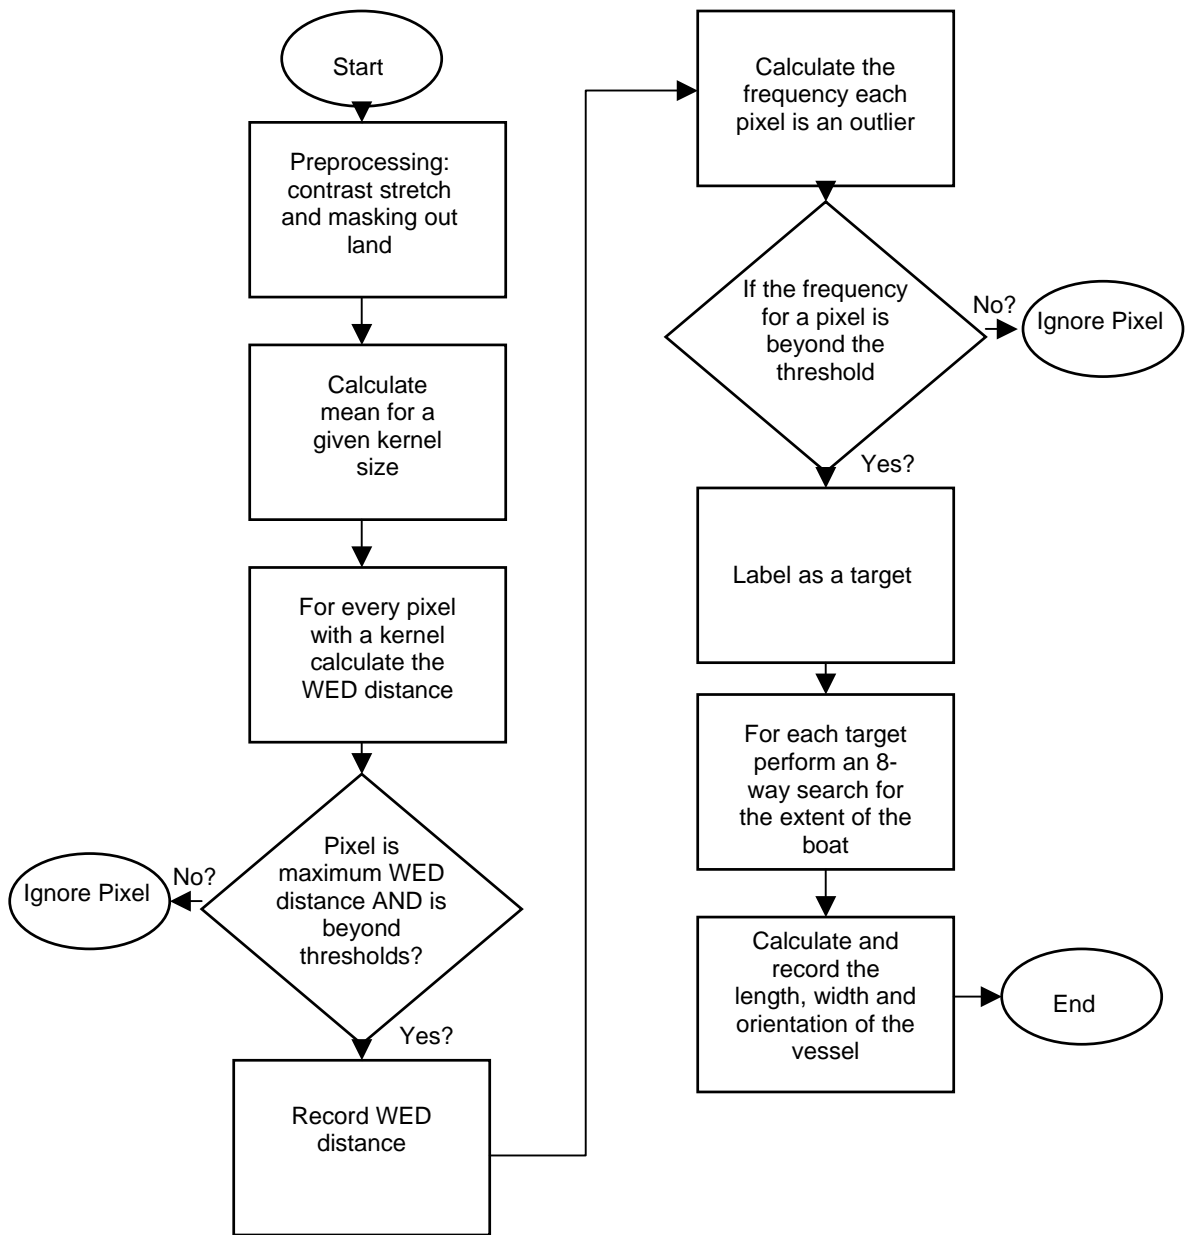 Start
Preprocessing:
contrast stretch
and masking out
land
Calculate
mean for a
given kernel
size
For every pixel
with a kernel
calculate the
WED distance
Pixel is
maximum WED
distance AND is
beyond
thresholds?
No?
Ignore Pixel
Yes?
Record WED
distance
Calculate the
frequency each
pixel is an outlier
If the frequency
for a pixel is
beyond the
threshold
No?
Ignore Pixel
Yes?
Label as a target
For each target
perform an 8-
way search for
the extent of the
boat
Calculate and
record the
length, width and
orientation of the
vessel
End